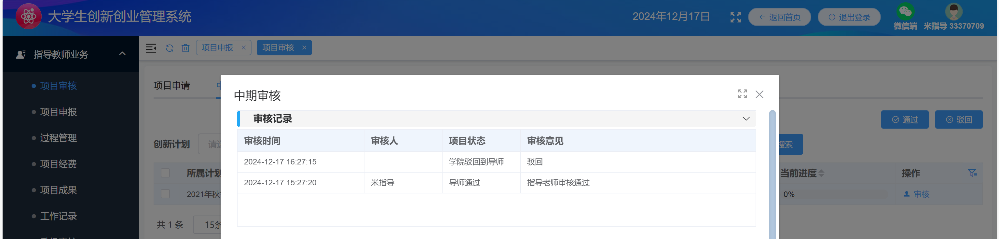 大学生创新创业管理系统
2024年12月17日
返回首页
退出登录
微信端
米指导 33370709
指导教师业务
项目审核
项目申报
过程管理
项目经费
项目成果
工作记录
项目申报
项目审核
项目申请
中
中期审核
审核记录
审核时间 审核人 项目状态 审核意见
2024-12-17 16:27:15 学院驳回到导师 驳回
2024-12-17 15:27:20 米指导 导师通过 指导老师审核通过
通过
驳回
创新计划
请选
搜索
所属计划
当前进度
操作
2021年秋
0%
审核
共 1 条
15条